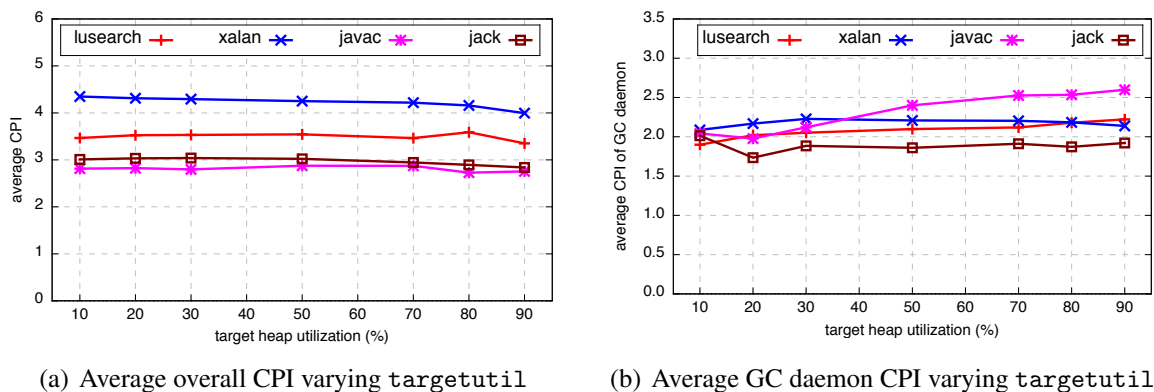 6
5
4
3
2
1
0
average CPI
lusearch xalan javac jack
10 20 30 40 50 60 70 80 90
target heap utilization (%)
(a) Average overall CPI varying targetutil
3.5
3.0
2.5
2.0
1.5
1.0
0.5
0.0
average CPI of GC daemon
lusearch xalan javac jack
10 20 30 40 50 60 70 80 90
target heap utilization (%)
(b) Average GC daemon CPI varying targetutil